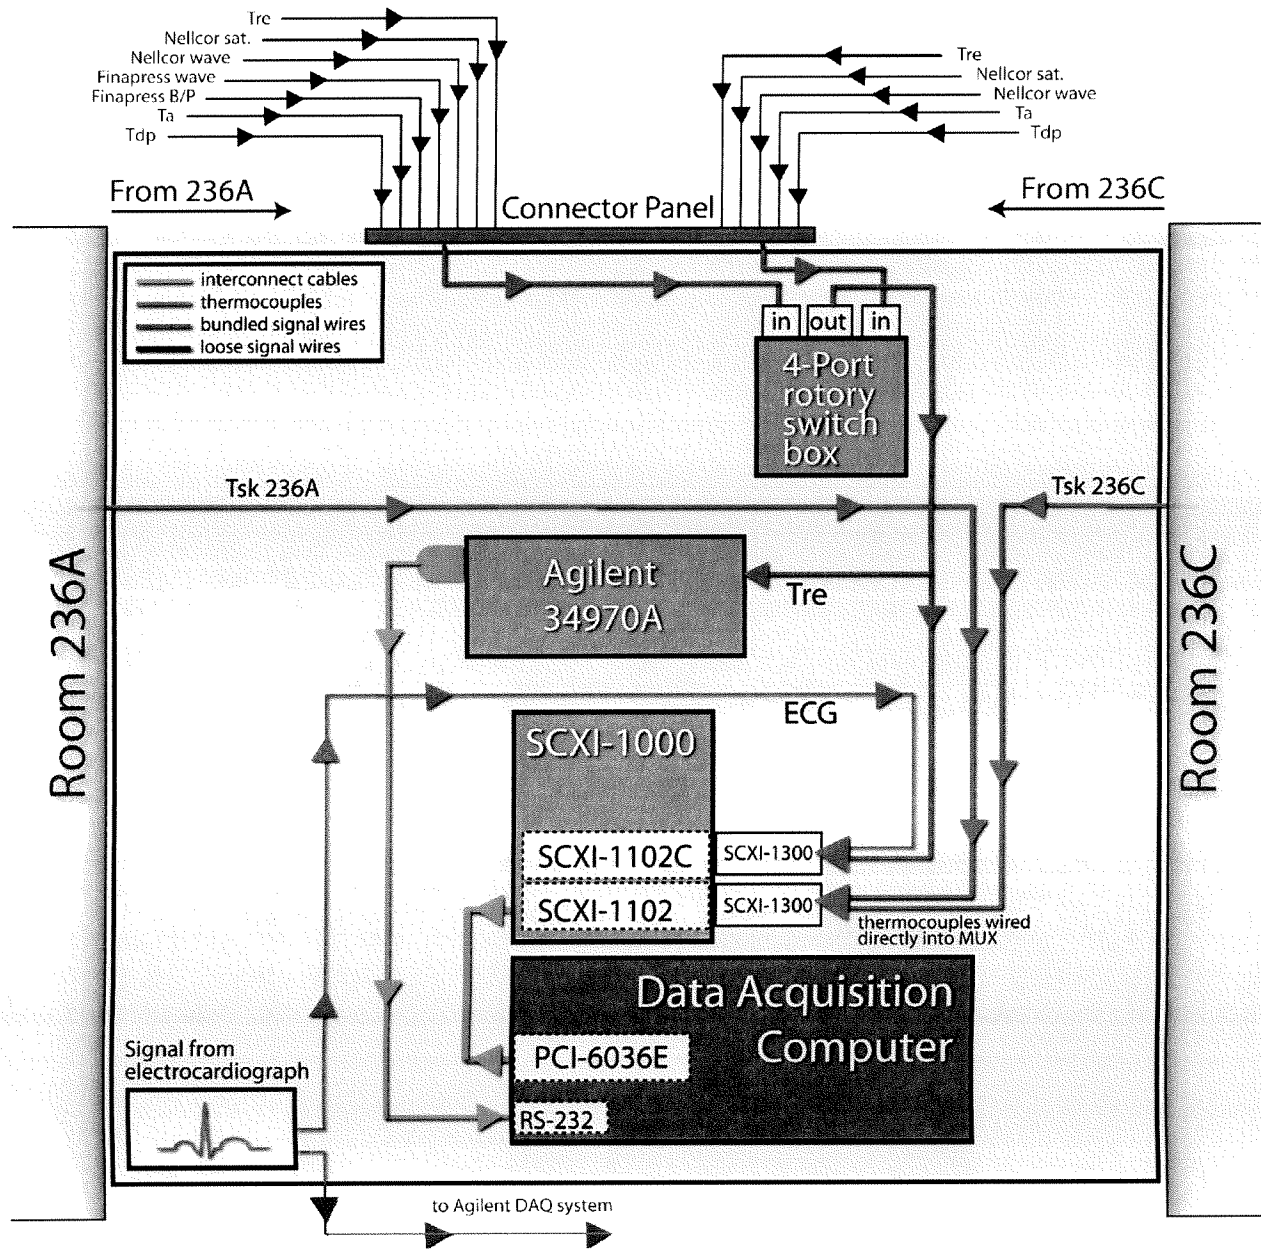 Tre
Nellcor sat.
Nellcor wave
Finapress wave
Finapress B/P
Ta
Tdp
Tre
Nellcor sat.
Nellcor wave
Ta
Tdp
From 236A
From 236C
Connector Panel
interconnect cables
thermocouples
bundled signal wires
loose signal wires
in
out
in
4-Port
rotory
switch
box
Tsk 236A
Tsk 236C
Room 236A
Room 236C
Agilent
34970A
Tre
ECG
SCXI-1000
SCXI-1102C
SCXI-1300
SCXI-1102
SCXI-1300
thermocouples wired
directly into MUX
Data Acquisition
Computer
PCI-6036E
RS-232
Signal from
electrocardiograph
to Agilent DAQ system